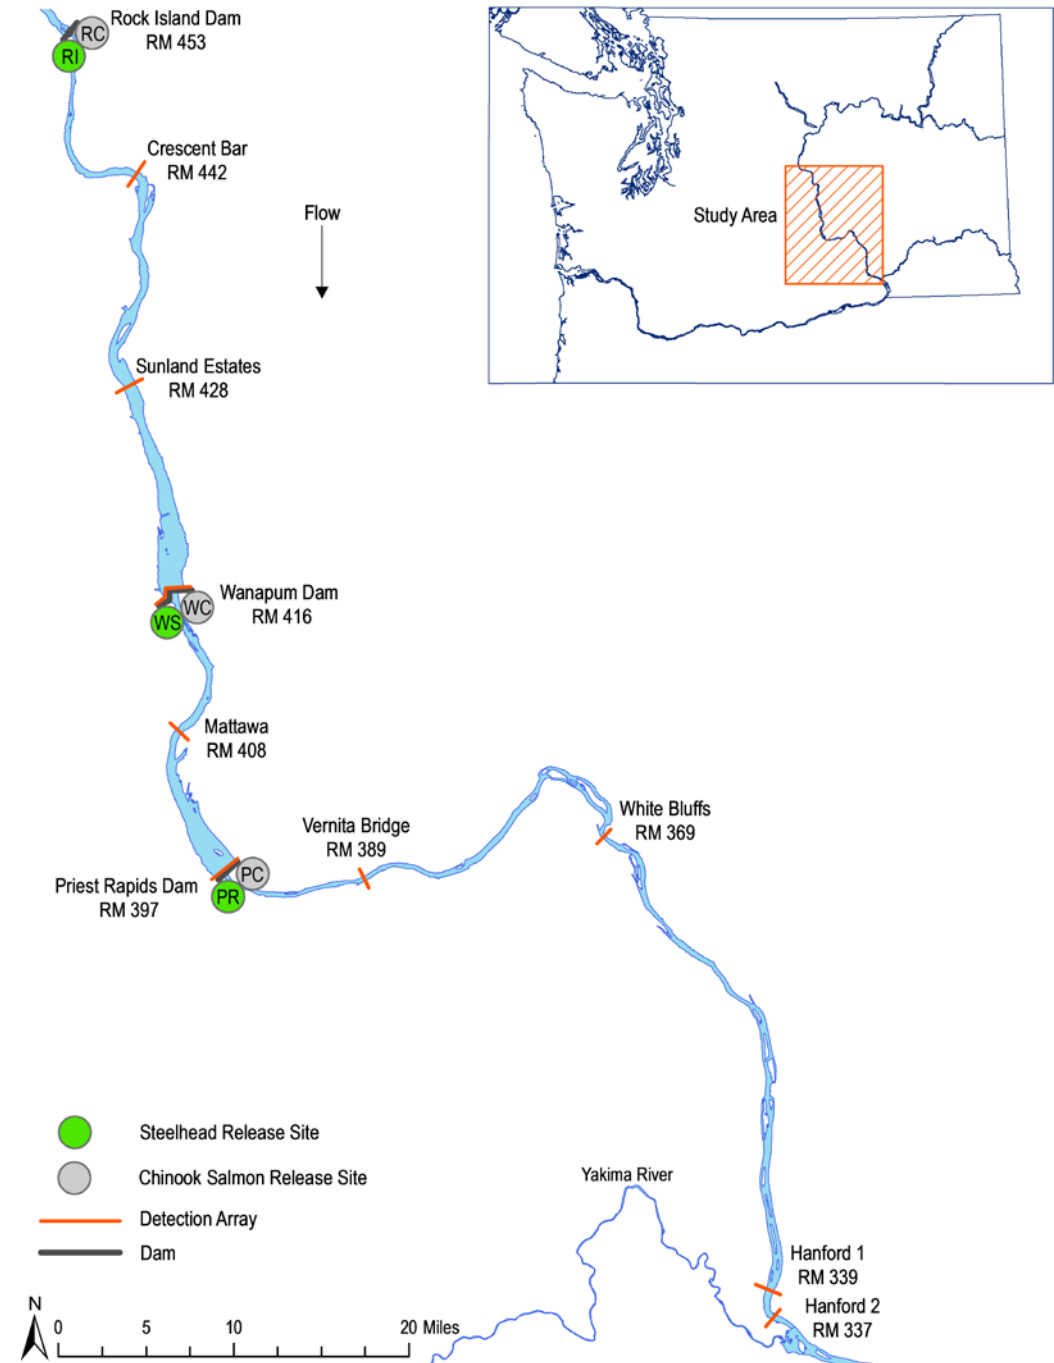 Rock Island Dam
RM 453
RC
RI
Crescent Bar
RM 442
Flow
Study Area
Sunland Estates
RM 428
Wanapum Dam
RM 416
WC
WS
Mattawa
RM 408
White Bluffs
RM 369
Vernita Bridge
RM 389
Priest Rapids Dam
RM 397
PC
PR
Steelhead Release Site
Chinook Salmon Release Site
Detection Array
Dam
Yakima River
Hanford 1
RM 339
Hanford 2
RM 337
N
0 5 10 20 Miles